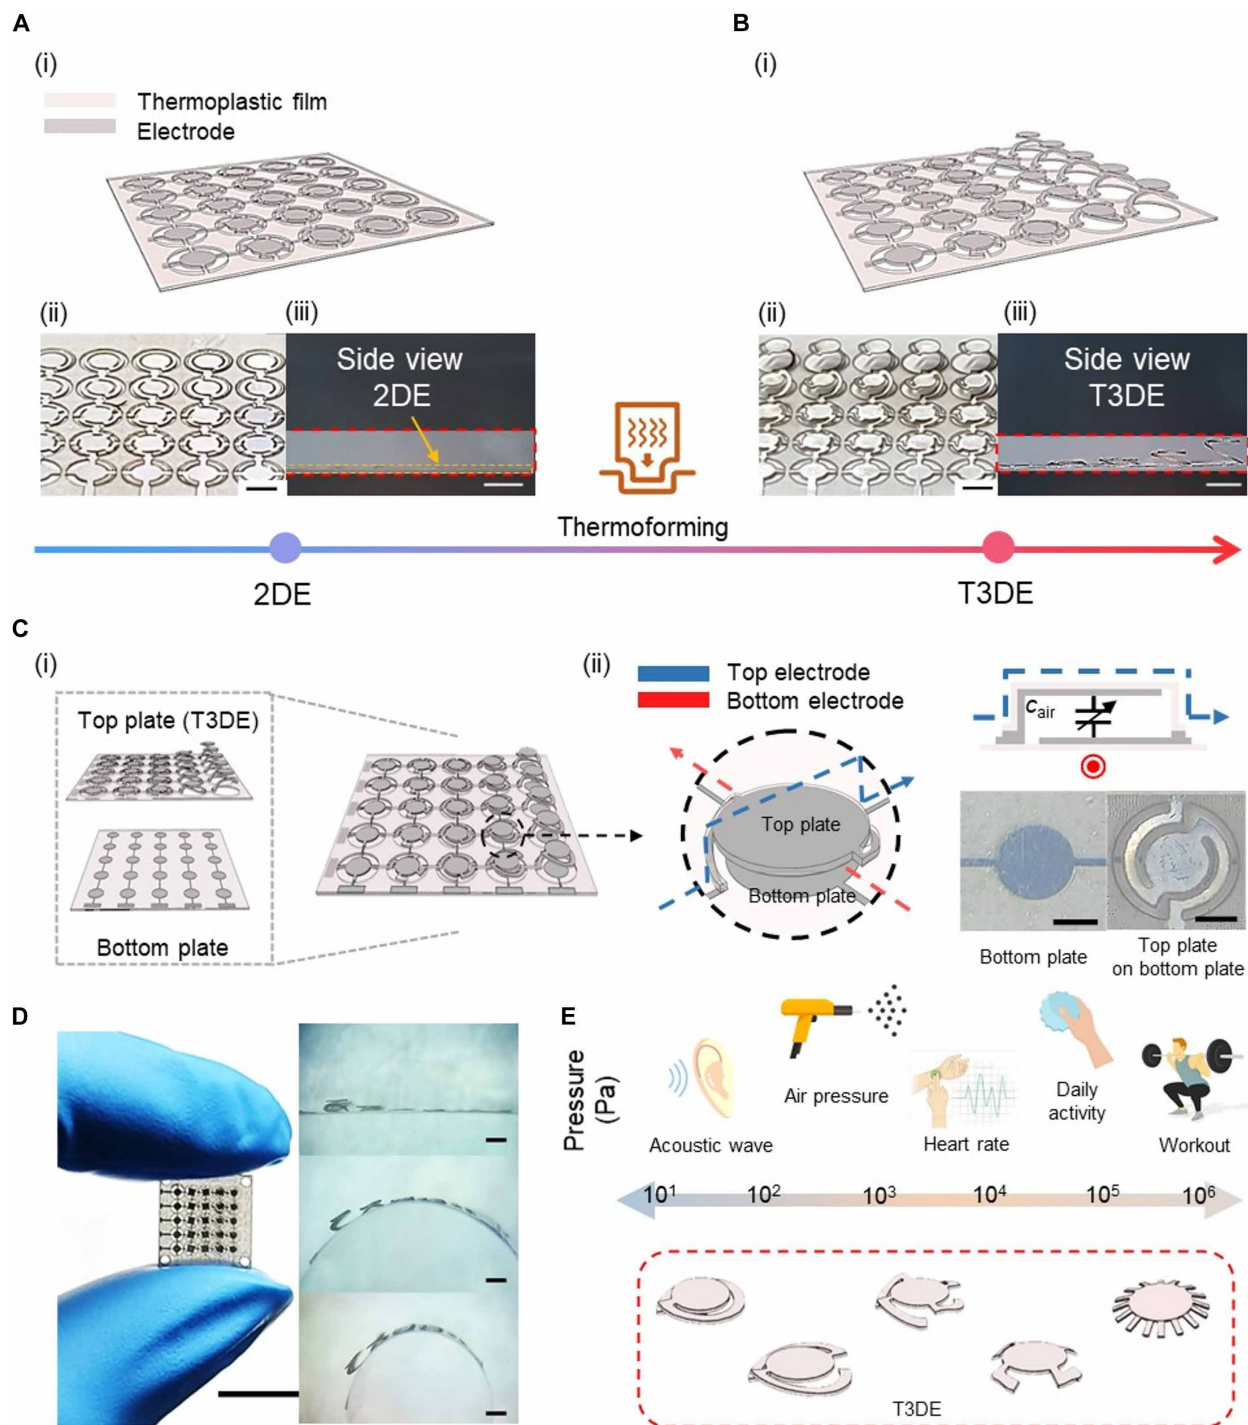 A
B
(i)
(i)
Thermoplastic film
Electrode
(ii)
(iii)
(ii)
(iii)
Side view
2DE
Side view
T3DE
Thermoforming
2DE
T3DE
C
(i)
(ii)
Top electrode
Bottom electrode
Top plate (T3DE)
Bottom plate
Top plate
Bottom plate
Cair
Bottom plate
Top plate
on bottom plate
D
E
Pressure
(Pa)
Acoustic wave
Air pressure
Heart rate
Daily
activity
Workout
10¹ 10² 10³ 10⁴ 10⁵ 10⁶
T3DE